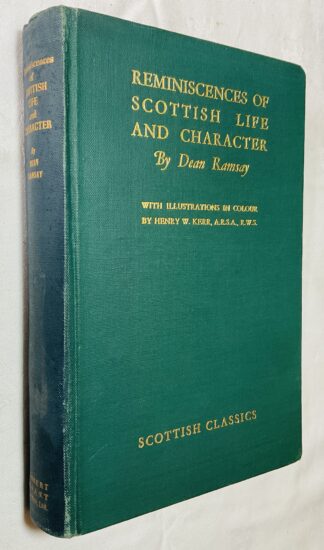 REMINISCENCES OF
SCOTTISH LIFE
AND CHARACTER
By Dean Ramsay
WITH ILLUSTRATIONS IN COLOUR
BY HENRY W. KERR, A.R.S.A., R.W.S.
SCOTTISH CLASSICS
of
SCOTTISH
LIFE
and
CHARACTER
by
DEAN
RAMSAY